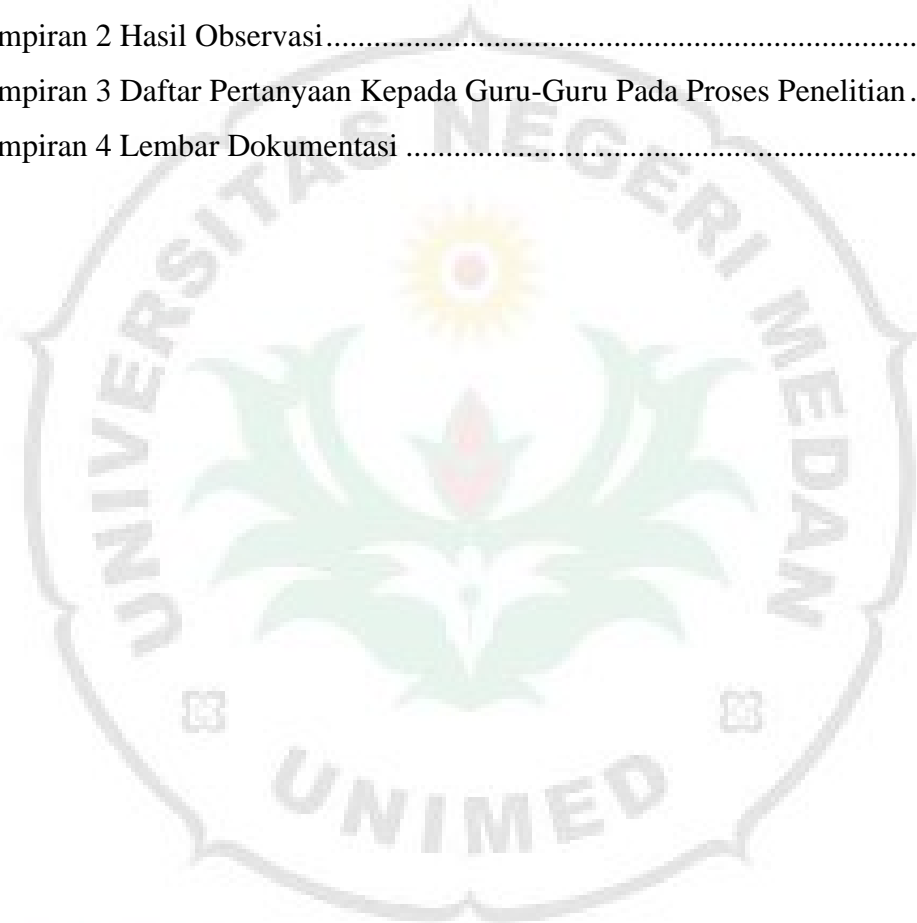 mpiran 2 Hasil Observasi..........................................................................
mpiran 3 Daftar Pertanyaan Kepada Guru-Guru Pada Proses Penelitian .
mpiran 4 Lembar Dokumentasi ................................................................
UNIVERSITAS NEGERI MEDAN
UNIMED